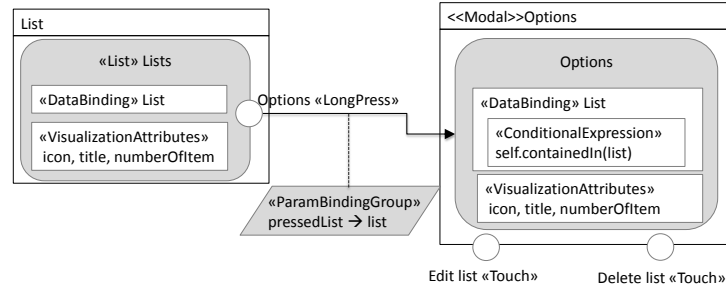 List
«List» Lists
«DataBinding» List
«VisualizationAttributes»
icon, title, numberOfItem
Options «LongPress»
«ParamBindingGroup»
pressedList → list
<<Modal>>Options
Options
«DataBinding» List
«ConditionalExpression»
self.containedIn(list)
«VisualizationAttributes»
icon, title, numberOfItem
Edit list «Touch»
Delete list «Touch»